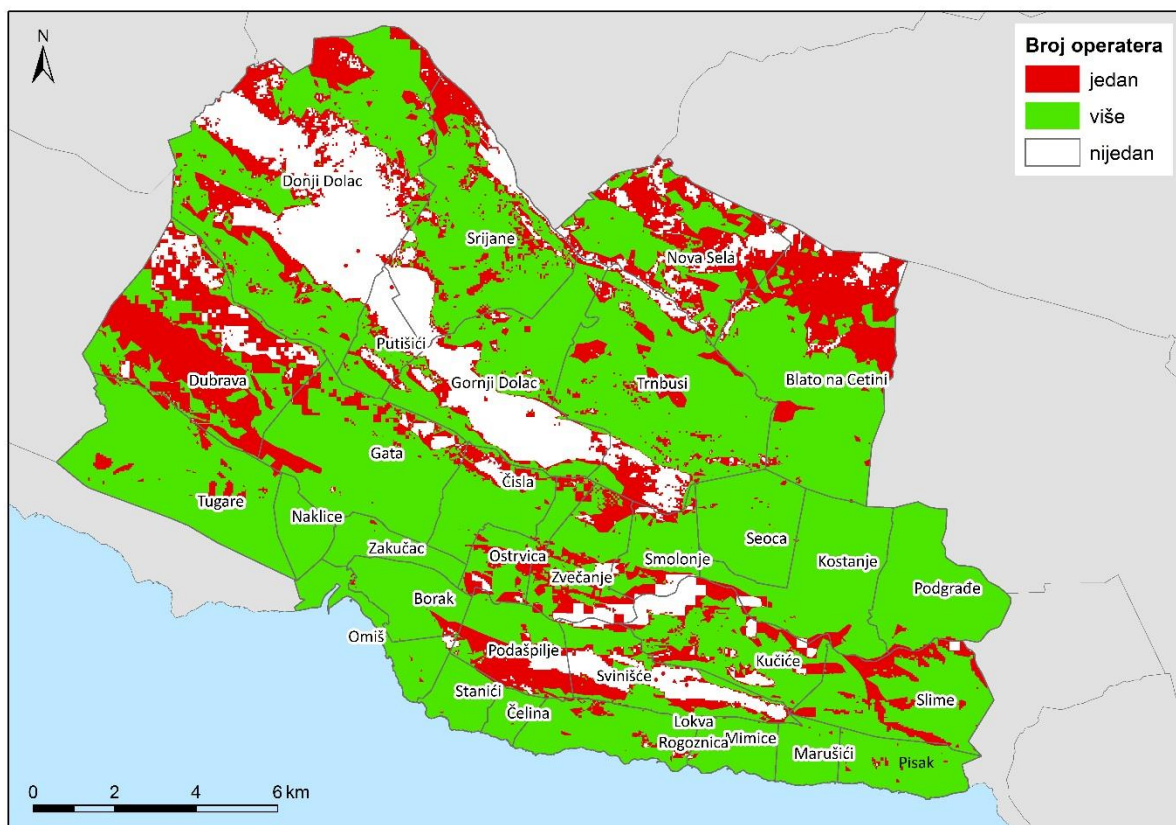 N
Broj operatera
jedan
više
nijedan
Donji Dolac
Srijane
Nova Sela
Putišići
Dubrava
Gornji Dolac
Trnbusi
Blato na Cetini
Gata
Čisla
Tugare
Naklice
Zakučac
Ostrvica
Smolonje
Seoca
Kostanje
Zvečanje
Podgrađe
Borak
Omiš
Podašpilje
Kučiće
Svinišće
Stanići
Slime
Čelina
Lokva
Rogoznica
Mimice
Marušići
Pisak
0 2 4 6 km